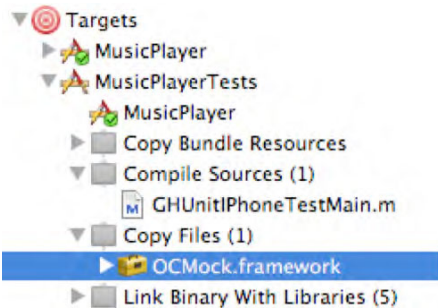 Targets
MusicPlayer
MusicPlayerTests
MusicPlayer
Copy Bundle Resources
Compile Sources (1)
GHUnitIPhoneTestMain.m
Copy Files (1)
OCMock.framework
Link Binary With Libraries (5)